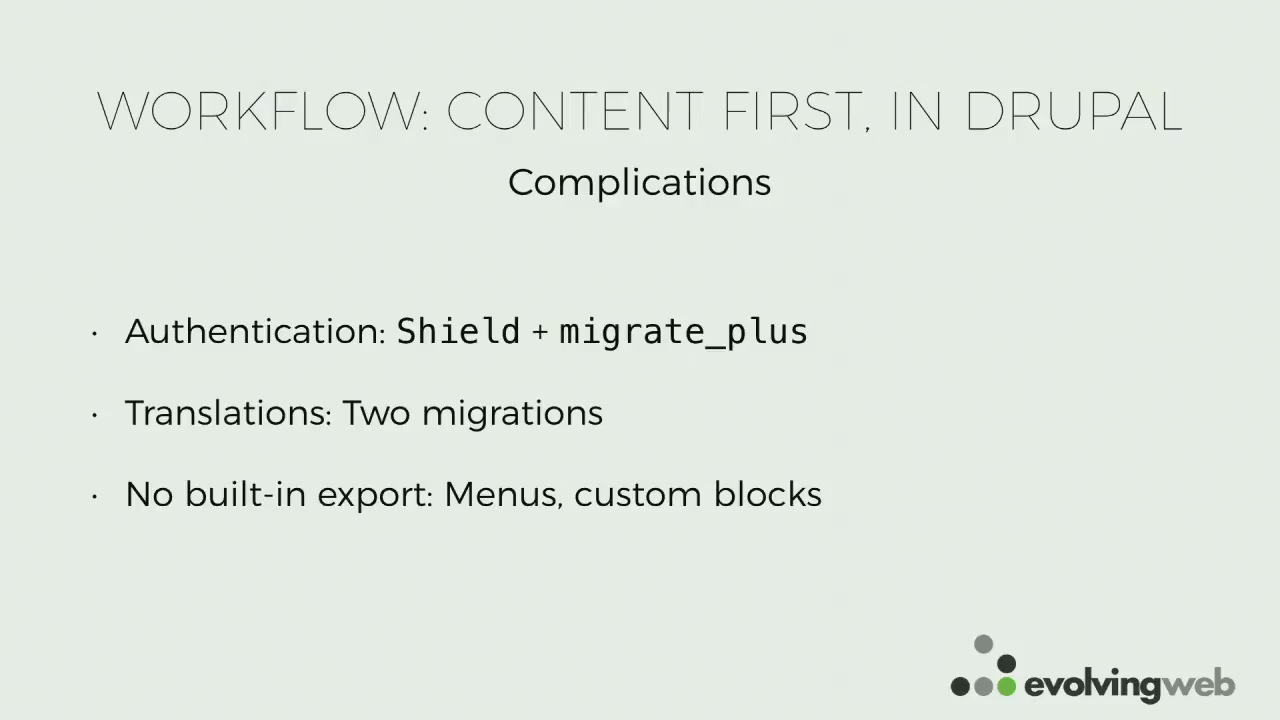 WORKFLOW: CONTENT FIRST, IN DRUPAL
Complications
· Authentication: Shield + migrate_plus
· Translations: Two migrations
· No built-in export: Menus, custom blocks
evolvingweb